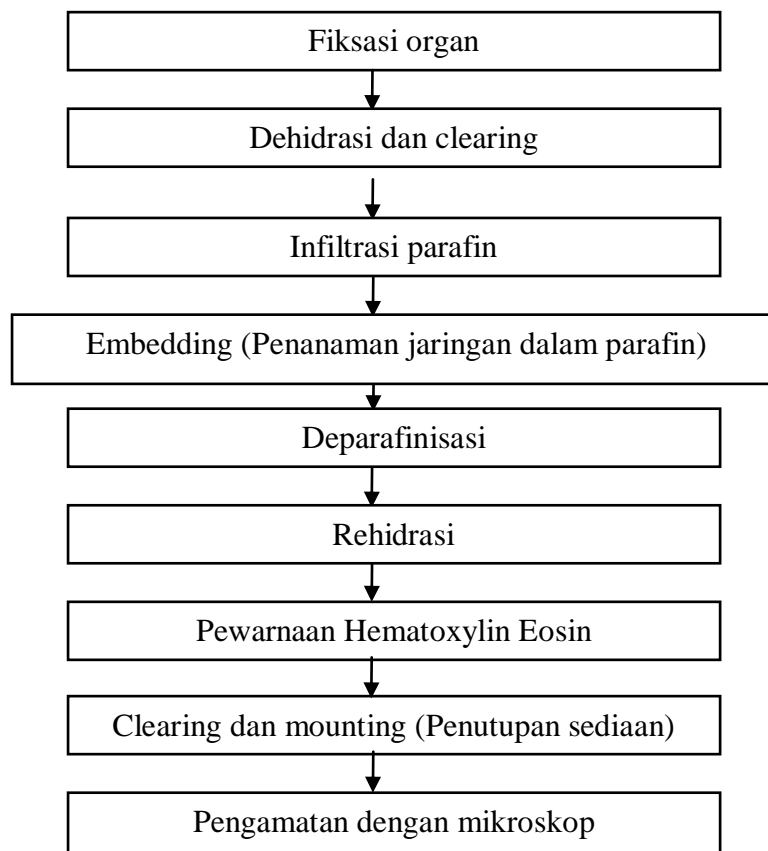 Fiksasi organ
Dehidrasi dan clearing
Infiltrasi parafin
Embedding (Penanaman jaringan dalam parafin)
Deparafinisasi
Rehidrasi
Pewarnaan Hematoxylin Eosin
Clearing dan mounting (Penutupan sediaan)
Pengamatan dengan mikroskop